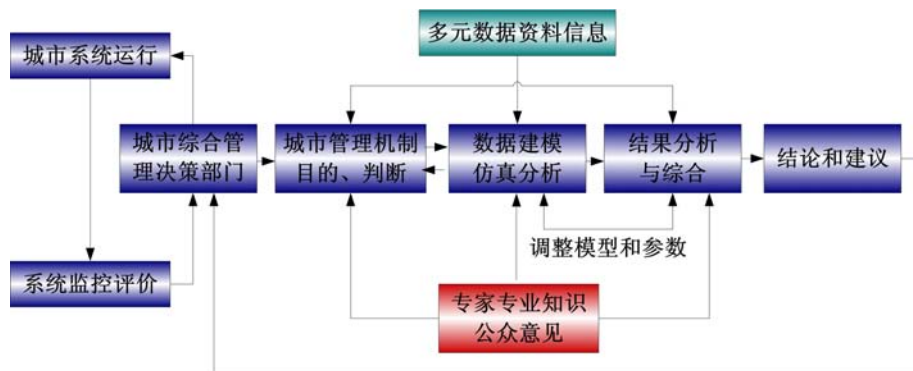 多元数据资料信息
城市系统运行
城市综合管
理决策部门
城市管理机制
目的、判断
数据建模
仿真分析
结果分析
与综合
结论和建议
调整模型和参数
系统监控评价
专家专业知识
公众意见